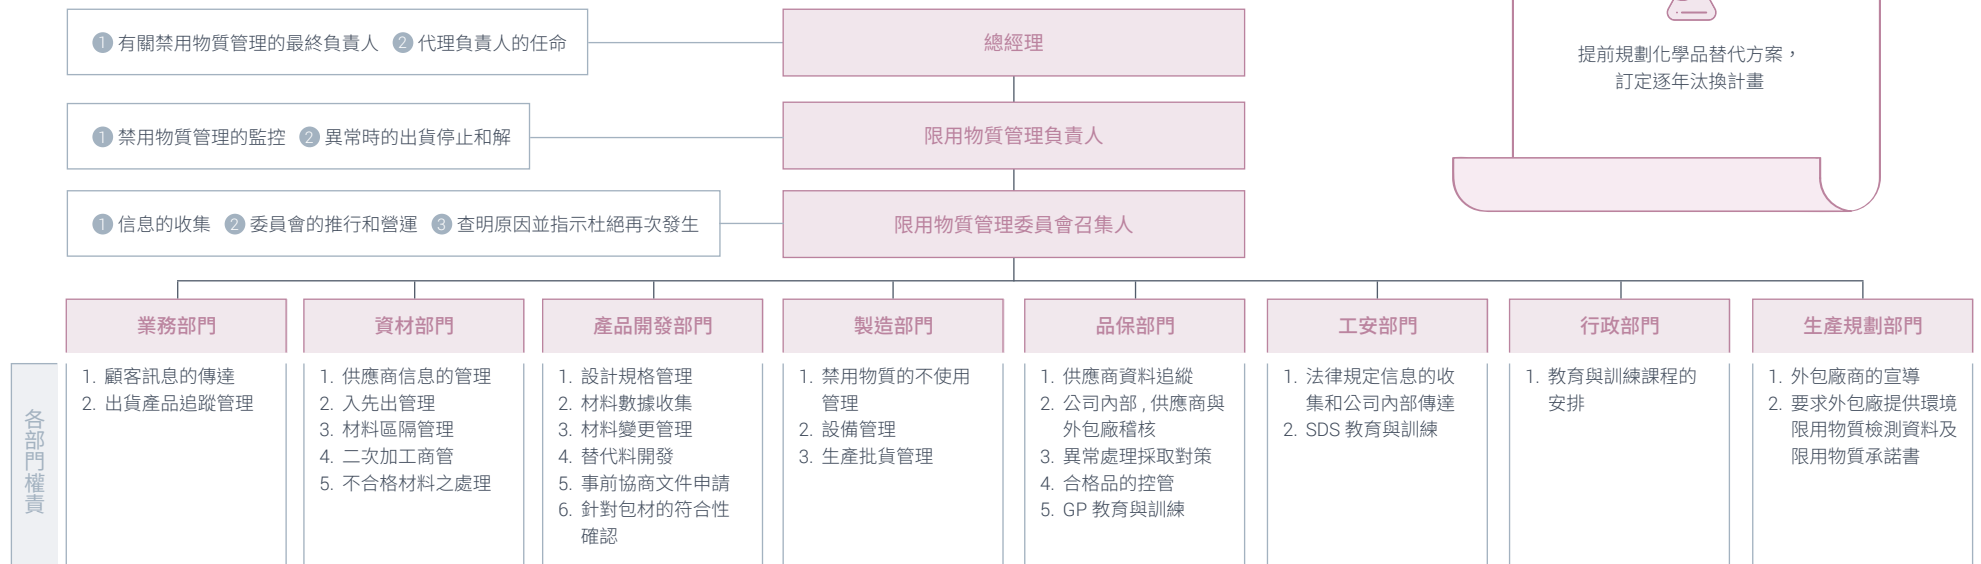 ❶ 有關禁用物質管理的最終負責人 ❷ 代理負責人的任命
總經理
提前規劃化學品替代方案，
訂定逐年汰換計畫
❶ 禁用物質管理的監控 ❷ 異常時的出貨停止和解
限用物質管理負責人
❶ 信息的收集 ❷ 委員會的推行和營運 ❸ 查明原因並指示杜絕再次發生
限用物質管理委員會召集人
各部門權責
業務部門
1. 顧客訊息的傳達
2. 出貨產品追蹤管理
資材部門
1. 供應商信息的管理
2. 入先出管理
3. 材料區隔管理
4. 二次加工商管
5. 不合格材料之處理
產品開發部門
1. 設計規格管理
2. 材料數據收集
3. 材料變更管理
4. 替代料開發
5. 事前協商文件申請
6. 針對包材的符合性
確認
製造部門
1. 禁用物質的不使用
管理
2. 設備管理
3. 生產批貨管理
品保部門
1. 供應商資料追縱
2. 公司內部 , 供應商與
外包廠稽核
3. 異常處理採取對策
4. 合格品的控管
5. GP 教育與訓練
工安部門
1. 法律規定信息的收
集和公司內部傳達
2. SDS 教育與訓練
行政部門
1. 教育與訓練課程的
安排
生產規劃部門
1. 外包廠商的宣導
2. 要求外包廠提供環境
限用物質檢測資料及
限用物質承諾書